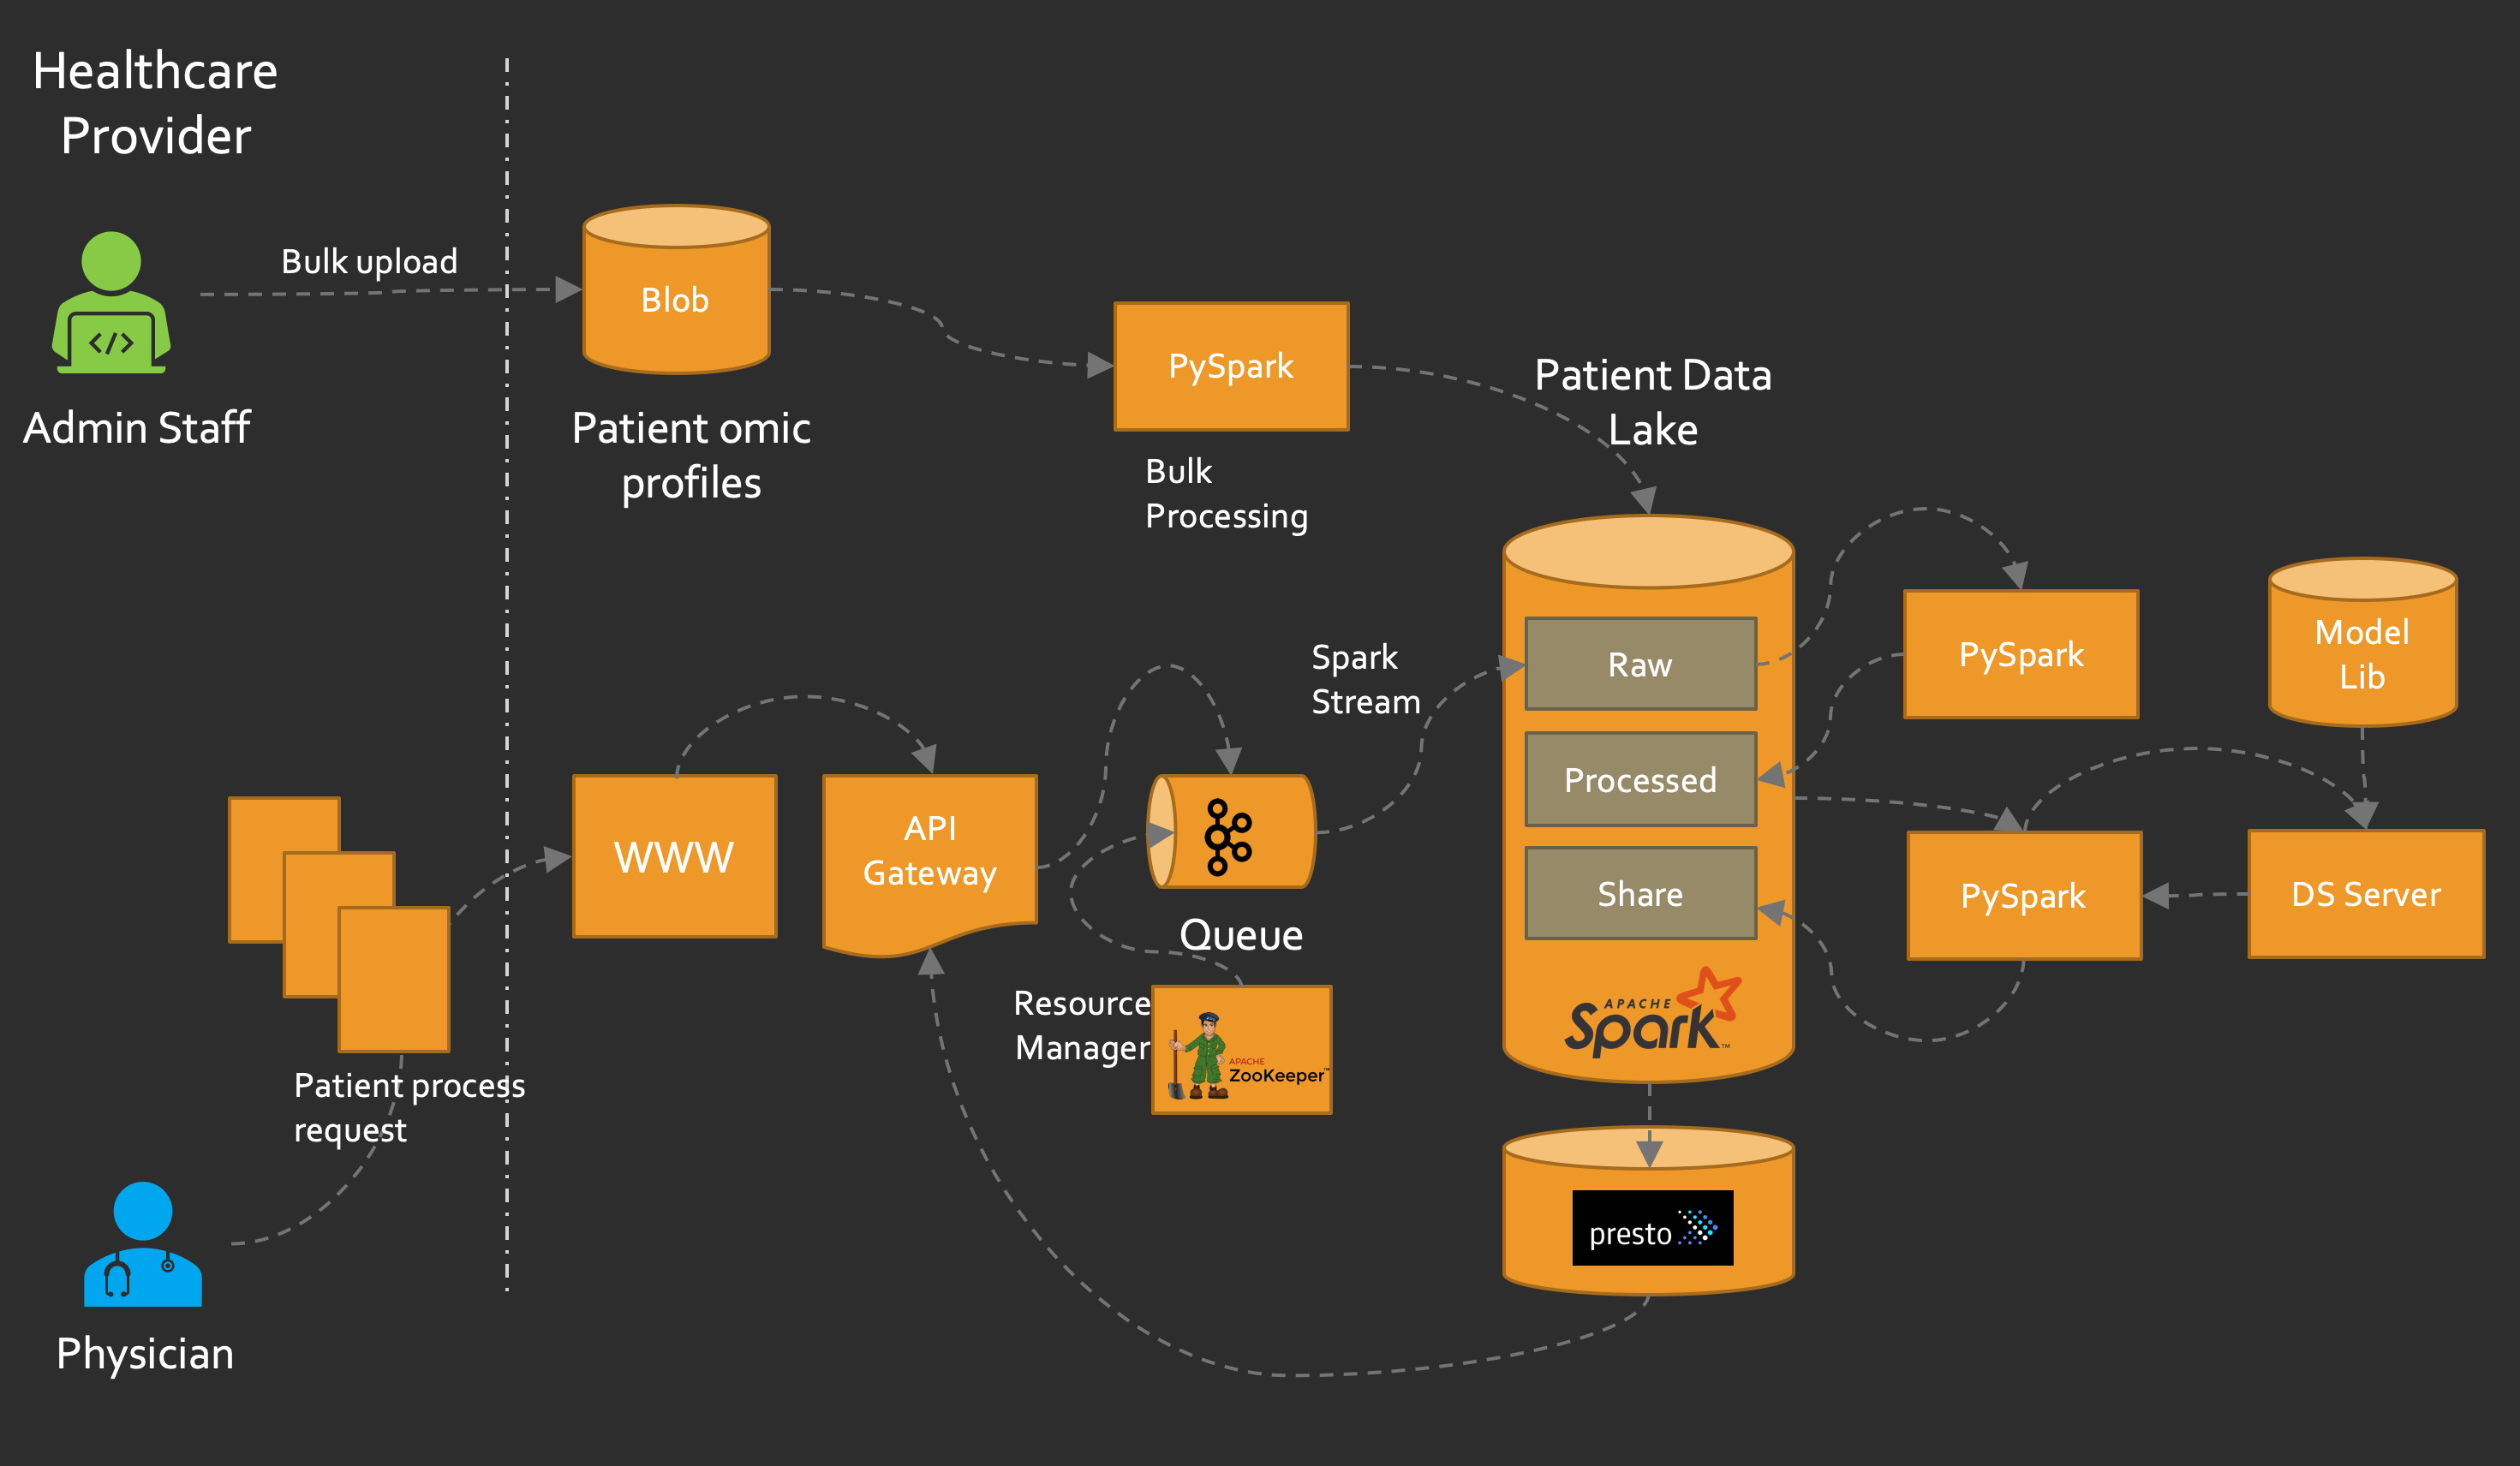 Healthcare
Provider
Bulk upload
Admin Staff
Blob
Patient omic
profiles
PySpark
Bulk
Processing
Patient Data
Lake
Spark
Stream
Raw
Processed
Share
APACHE
Spark™
PySpark
Model
Lib
PySpark
DS Server
WWW
API
Gateway
Queue
Resource
Manager
APACHE
ZooKeeper™
Patient process
request
presto
Physician